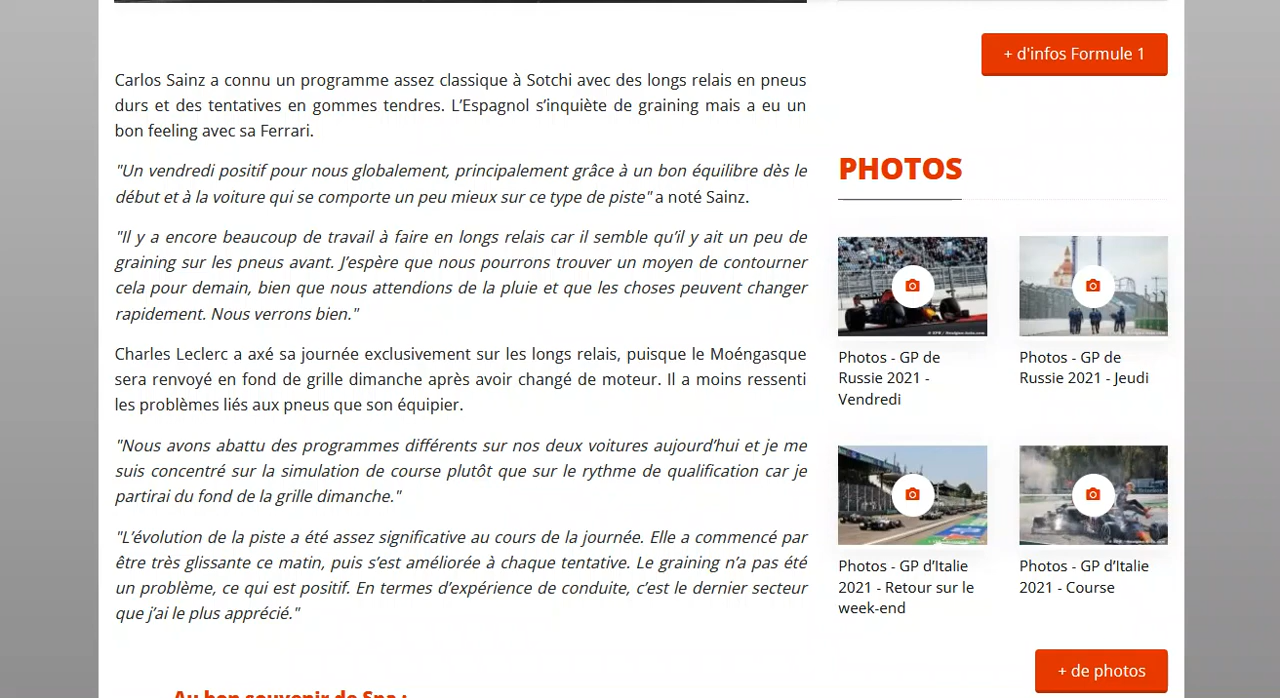 Carlos Sainz a connu un programme assez classique à Sotchi avec des longs relais en pneus
durs et des tentatives en gommes tendres. L’Espagnol s’inquiète de graining mais a eu un
bon feeling avec sa Ferrari.
"Un vendredi positif pour nous globalement, principalement grâce à un bon équilibre dès le
début et à la voiture qui se comporte un peu mieux sur ce type de piste" a noté Sainz.
"Il y a encore beaucoup de travail à faire en longs relais car il semble qu’il y ait un peu de
graining sur les pneus avant. J’espère que nous pourrons trouver un moyen de contourner
cela pour demain, bien que nous attendions de la pluie et que les choses peuvent changer
rapidement. Nous verrons bien."
Charles Leclerc a axé sa journée exclusivement sur les longs relais, puisque le Moéngasque
sera renvoyé en fond de grille dimanche après avoir changé de moteur. Il a moins ressenti
les problèmes liés aux pneus que son équipier.
"Nous avons abattu des programmes différents sur nos deux voitures aujourd’hui et je me
suis concentré sur la simulation de course plutôt que sur le rythme de qualification car je
partirai du fond de la grille dimanche."
"L’évolution de la piste a été assez significative au cours de la journée. Elle a commencé par
être très glissante ce matin, puis s’est améliorée à chaque tentative. Le graining n’a pas été
un problème, ce qui est positif. En termes d’expérience de conduite, c’est le dernier secteur
que j’ai le plus apprécié."
Au bon souvenir de Spa :
+ d'infos Formule 1
PHOTOS
Photos - GP de
Russie 2021 -
Vendredi
Photos - GP de
Russie 2021 - Jeudi
Photos - GP d’Italie
2021 - Retour sur le
week-end
Photos - GP d’Italie
2021 - Course
+ de photos